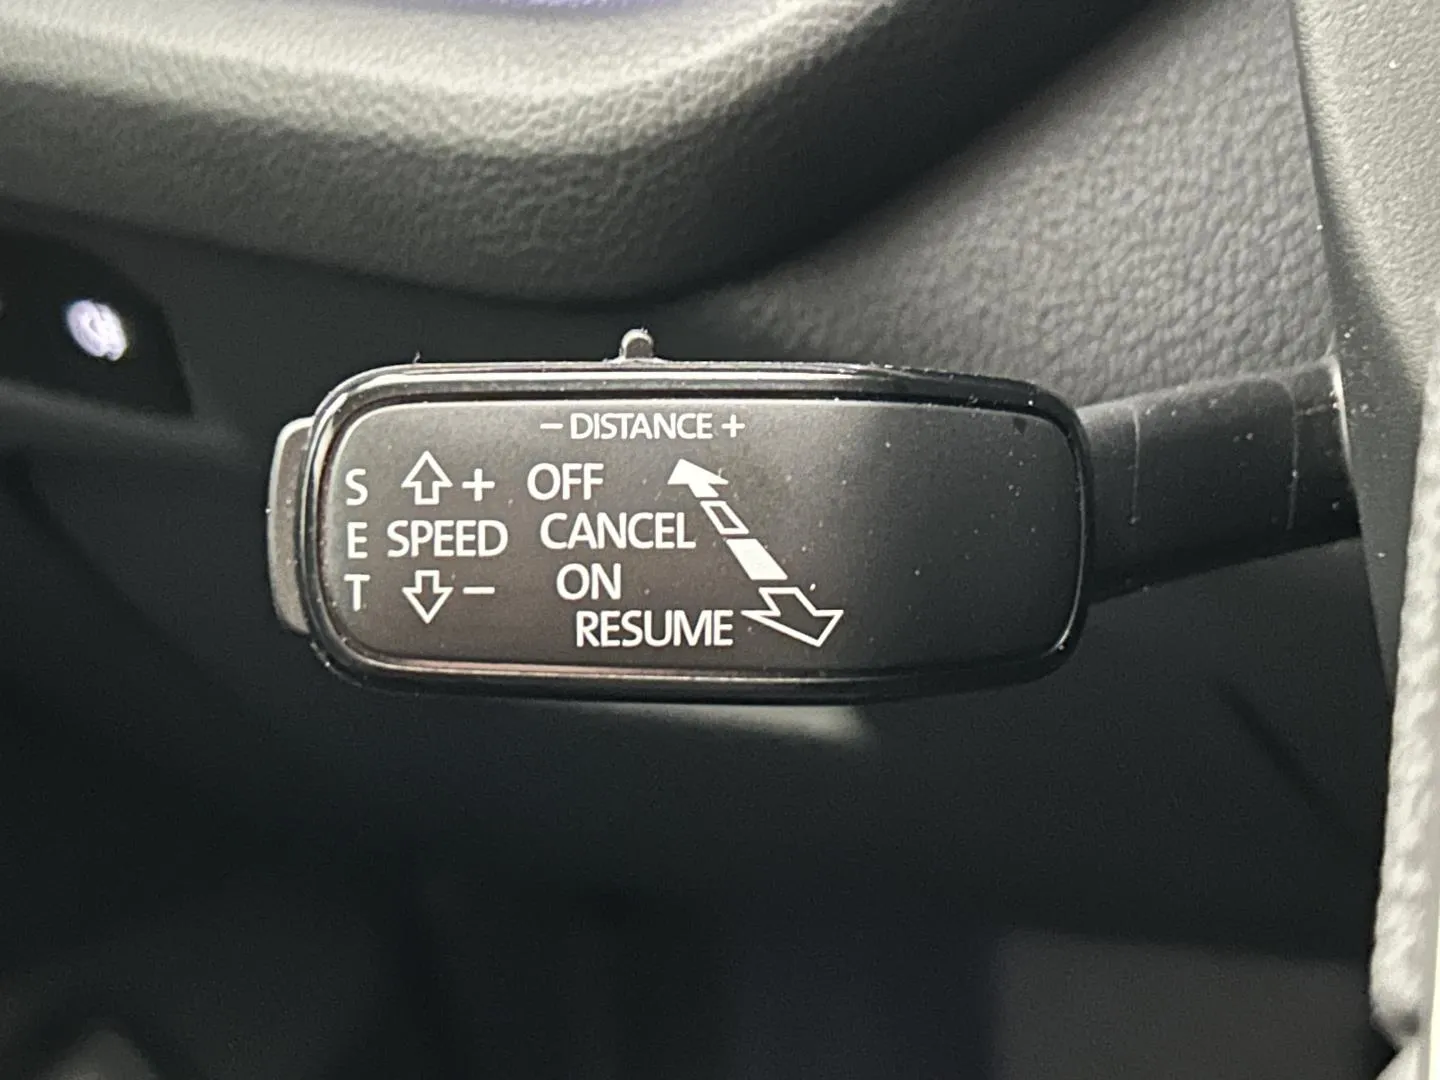 − DISTANCE +
S + OFF
E SPEED CANCEL
T − ON
RESUME